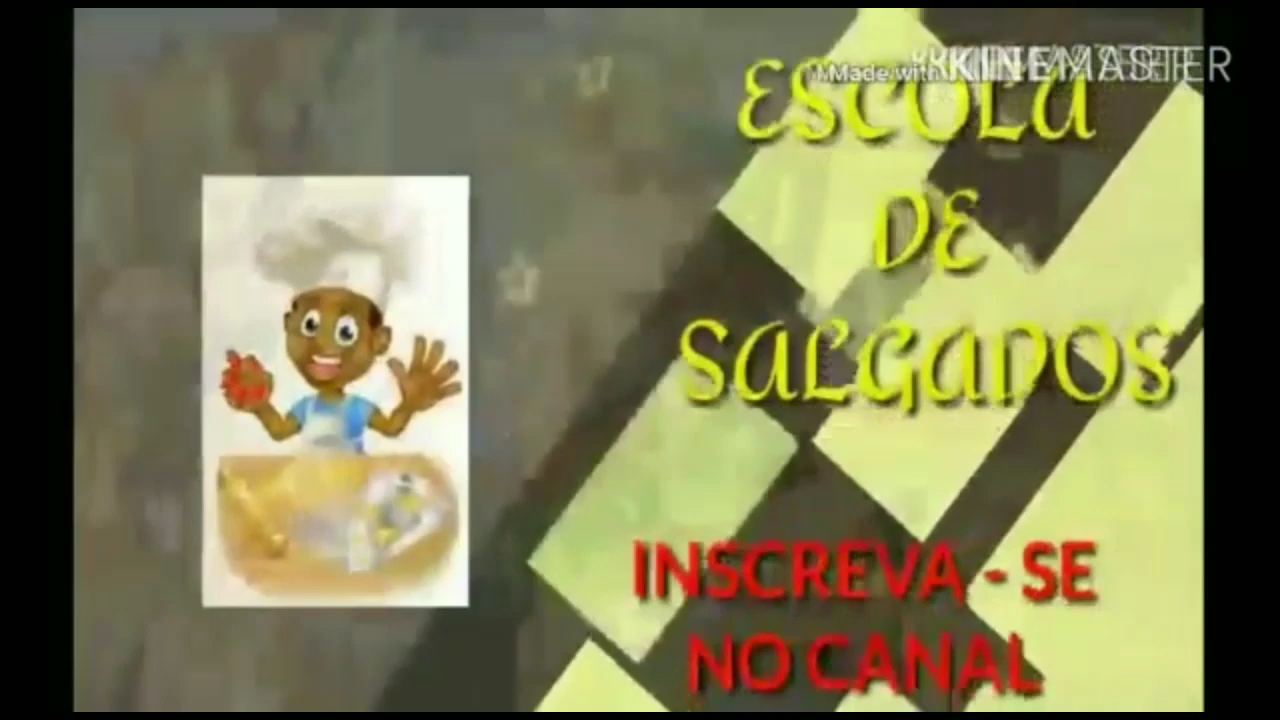 Made with KINEMASTER
ESCOLA
DE
SALGADOS
INSCREVA - SE
NO CANAL